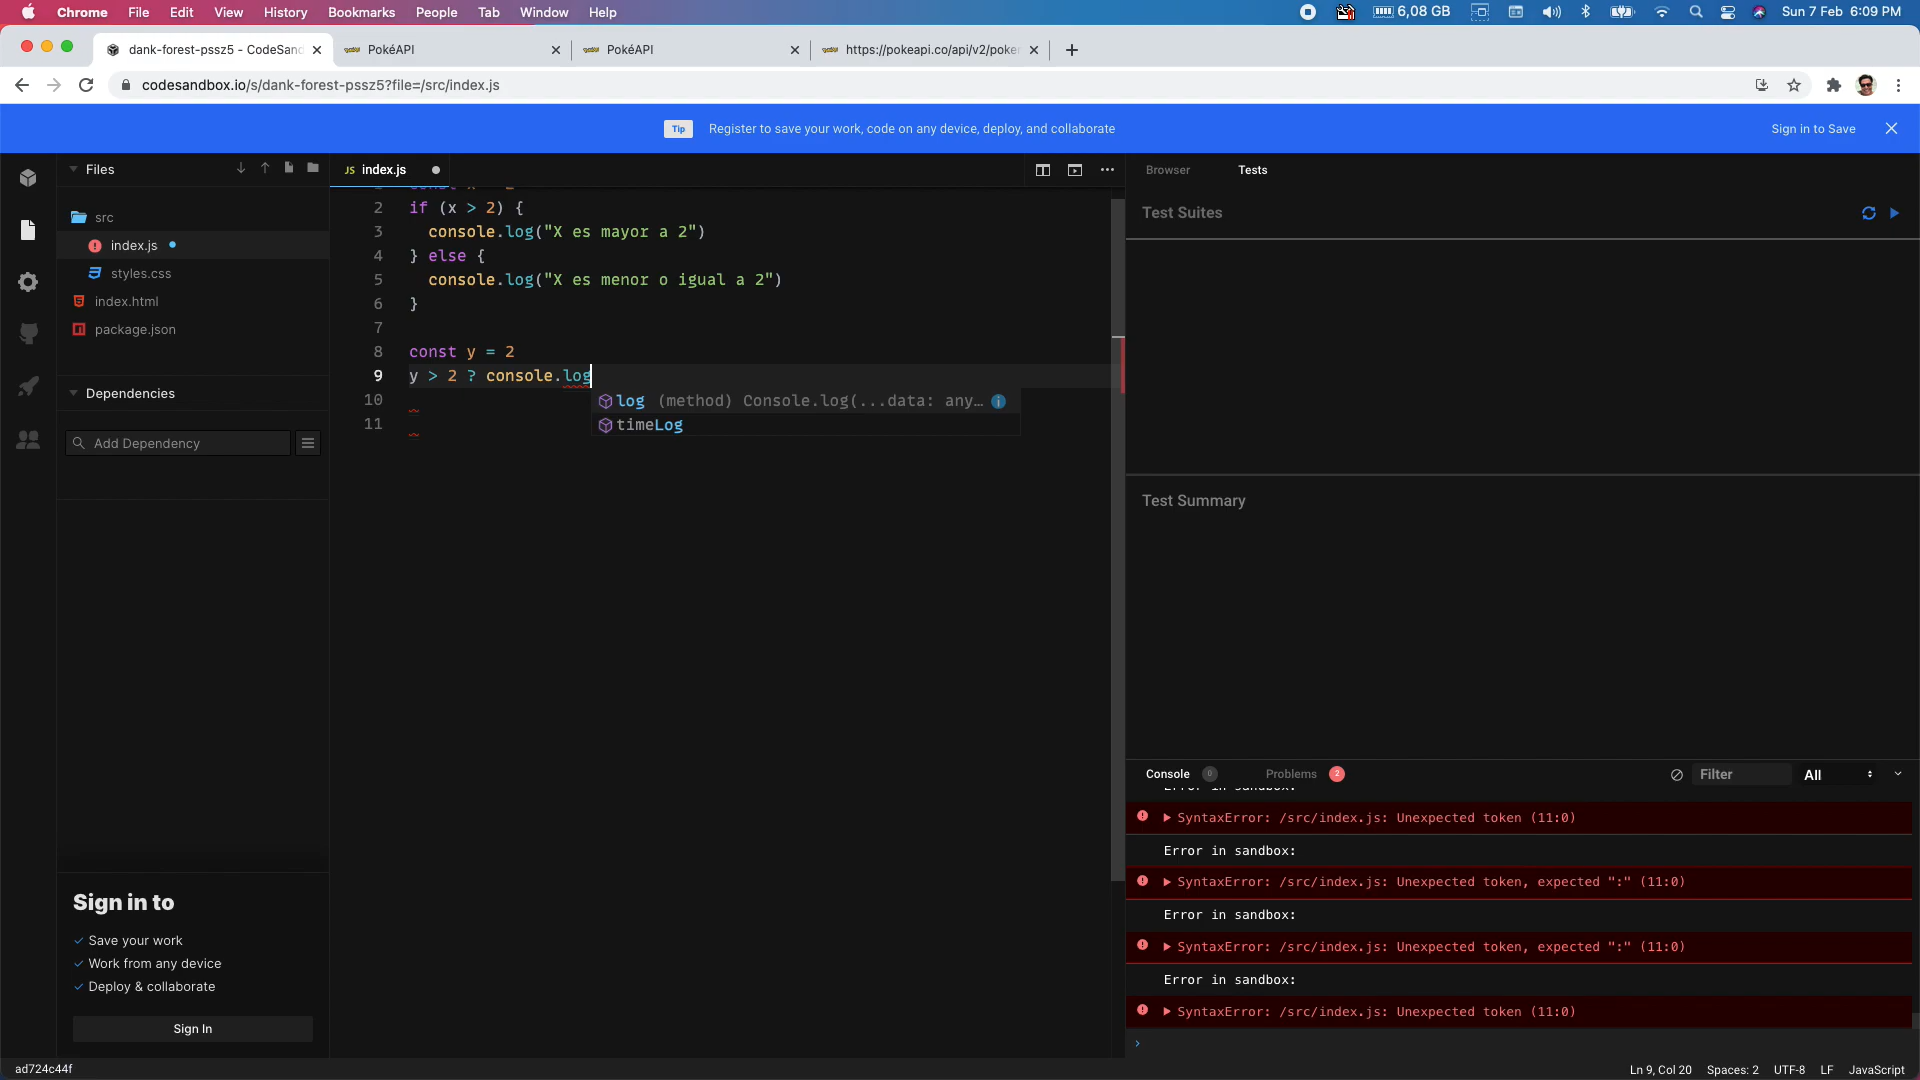 Chrome File Edit View History Bookmarks People Tab Window Help 6,08 GB Sun 7 Feb 6:09 PM
dank-forest-pssz5 - CodeSand PokéAPI PokéAPI https://pokeapi.co/api/v2/poke
codesandbox.io/s/dank-forest-pssz5?file=/src/index.js
Tip Register to save your work, code on any device, deploy, and collaborate Sign in to Save
Files
src
index.js
styles.css
index.html
package.json
Dependencies
Add Dependency
Sign in to
Save your work
Work from any device
Deploy & collaborate
Sign In
JS index.js
2 if (x > 2) {
3 console.log("X es mayor a 2")
4 } else {
5 console.log("X es menor o igual a 2")
6 }
7
8 const y = 2
9 y > 2 ? console.log
10
11
log (method) Console.log(...data: any…
timeLog
Browser Tests
Test Suites
Test Summary
Console 0 Problems 2 Filter All
Error in sandbox:
SyntaxError: /src/index.js: Unexpected token (11:0)
Error in sandbox:
SyntaxError: /src/index.js: Unexpected token, expected ":" (11:0)
Error in sandbox:
SyntaxError: /src/index.js: Unexpected token, expected ":" (11:0)
Error in sandbox:
SyntaxError: /src/index.js: Unexpected token (11:0)
ad724c44f Ln 9, Col 20 Spaces: 2 UTF-8 LF JavaScript